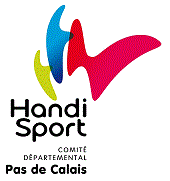 Handi
Sport
COMITÉ
DÉPARTEMENTAL
Pas de Calais